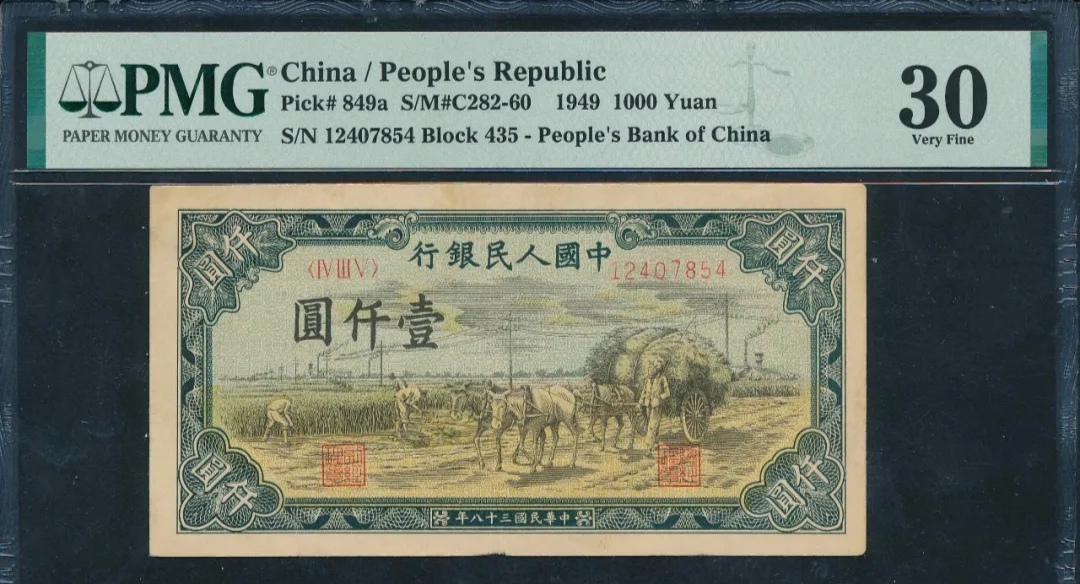 PMG®
PAPER MONEY GUARANTY
China / People's Republic
Pick# 849a S/M#C282-60 1949 1000 Yuan
S/N 12407854 Block 435 - People's Bank of China
30
Very Fine
仟圓
仟圓
中國人民銀行
〈ⅣⅢⅤ〉
12407854
壹仟圓
仟圓
仟圓
中華民國三十八年